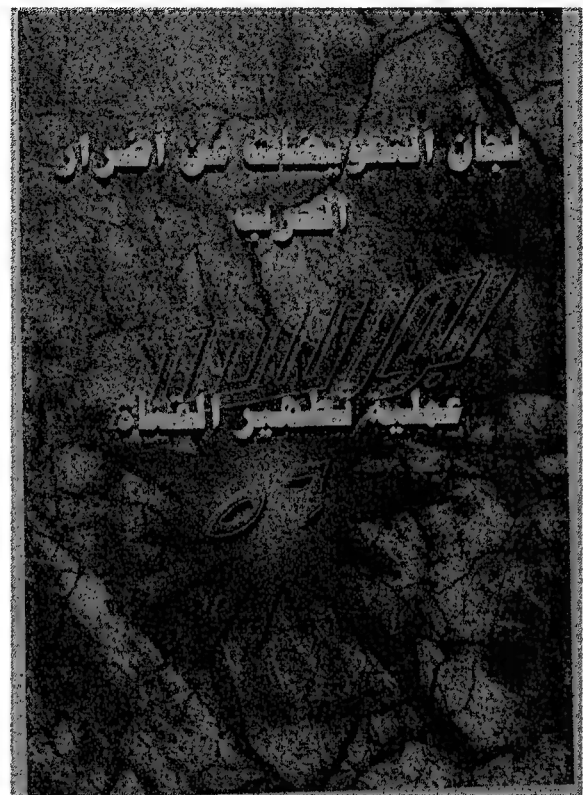 لجان التعويضات عن أضرار
الحرب
عملية تطهير القناة